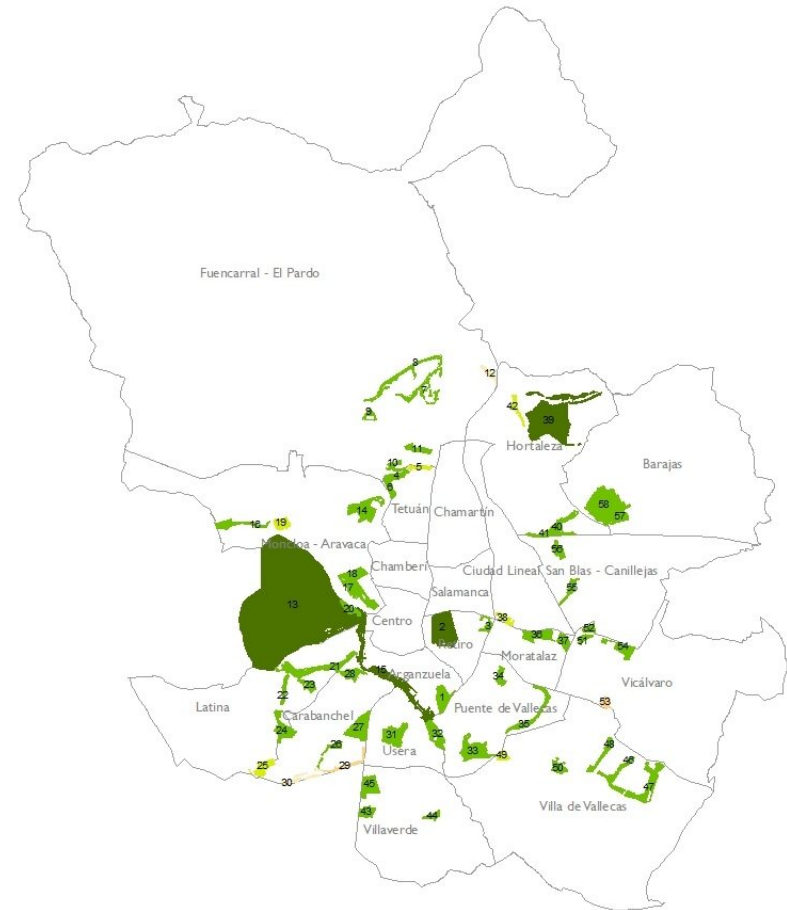 Fuencarral - El Pardo
8
12
7
9
42
39
Hortaleza
11
10
5
4
6
Barajas
14
Tetuán
Chamartín
58
57
16
19
40
41
Moncloa - Aravaca
56
18
Chamberí
Ciudad Lineal
San Blas - Canillejas
17
Salamanca
55
13
20
Centro
2
3
38
Retiro
36
37
52
51
54
Moratalaz
21
28
15
Arganzuela
34
Vicálvaro
22
23
Latina
1
Puente de Vallecas
53
Carabanchel
24
27
31
32
35
26
Usera
33
49
48
46
25
29
50
30
45
47
43
44
Villa de Vallecas
Villaverde